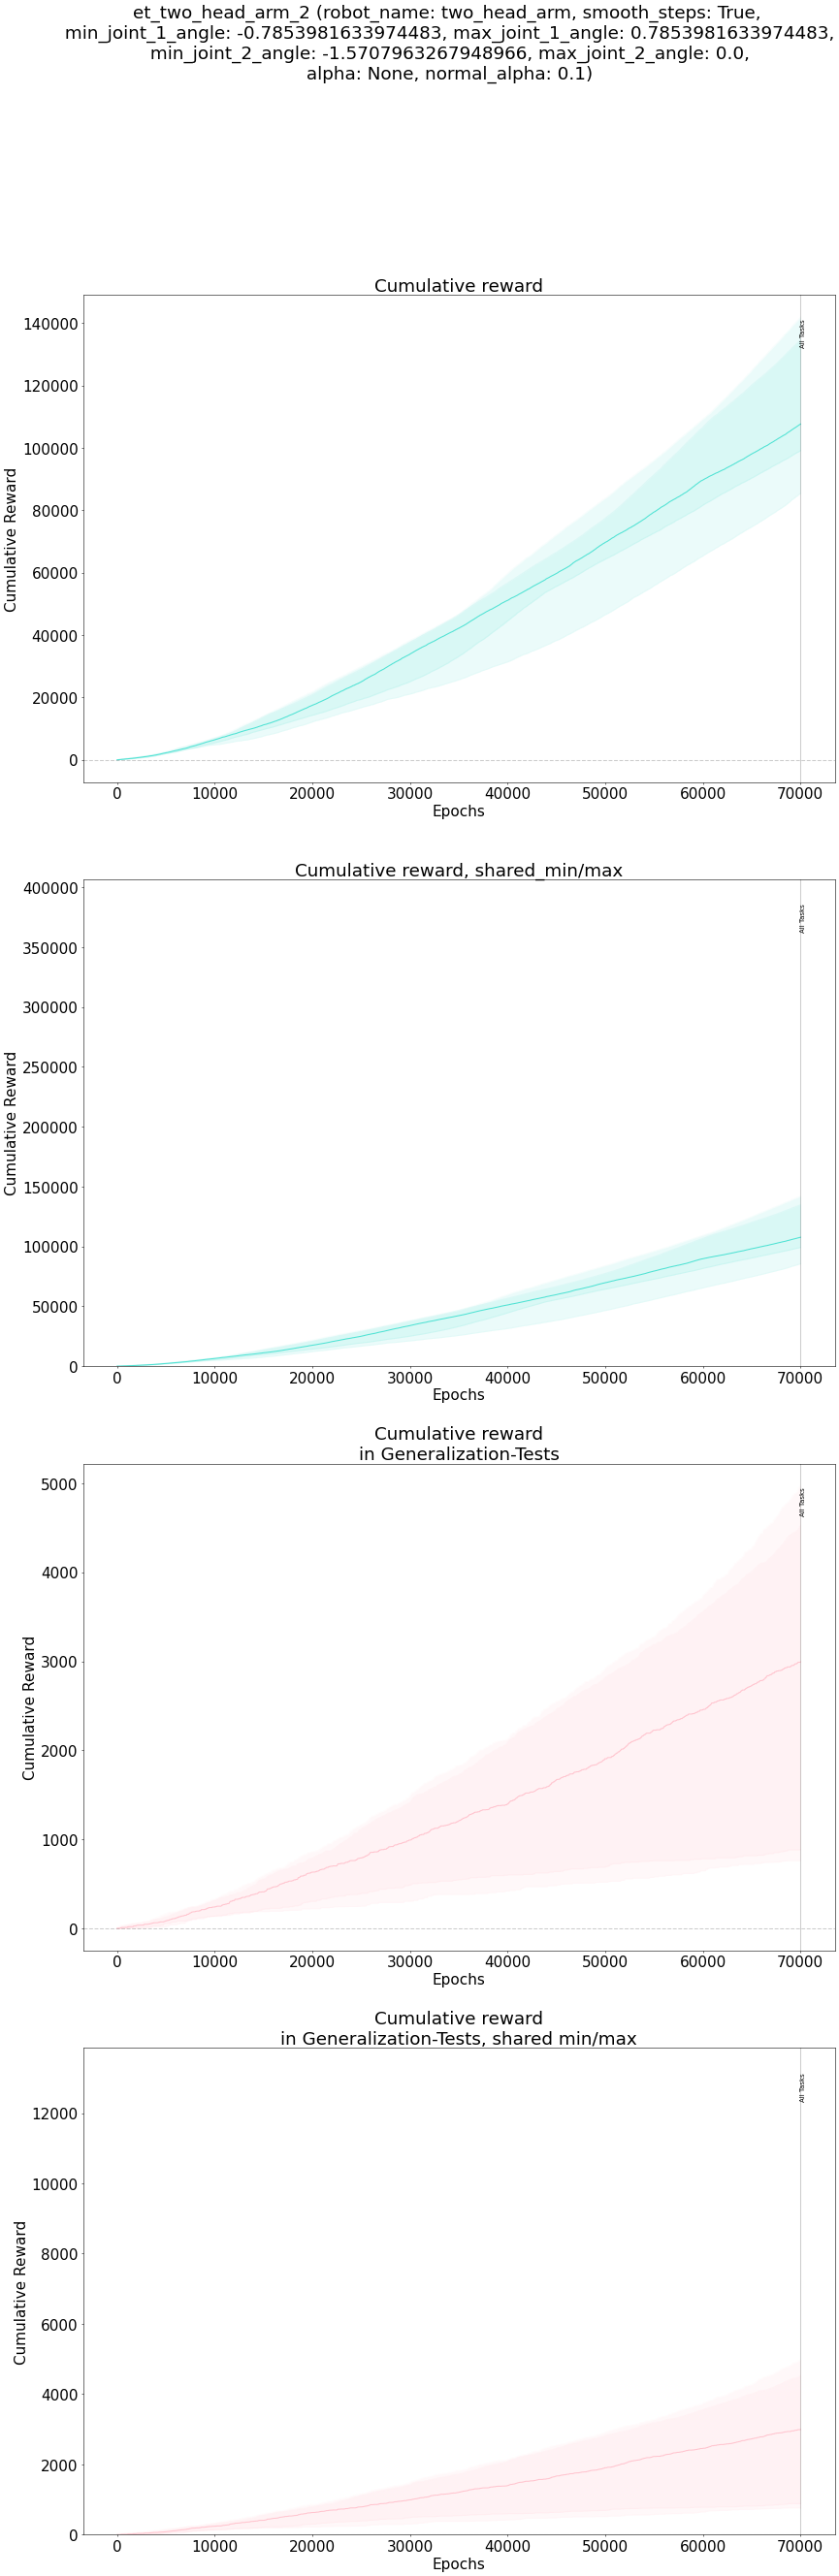 et_two_head_arm_2 (robot_name: two_head_arm, smooth_steps: True,
min_joint_1_angle: -0.7853981633974483, max_joint_1_angle: 0.7853981633974483,
min_joint_2_angle: -1.5707963267948966, max_joint_2_angle: 0.0,
alpha: None, normal_alpha: 0.1)
Cumulative reward
All Tasks
140000
120000
100000
80000
60000
40000
20000
0
Cumulative Reward
0 10000 20000 30000 40000 50000 60000 70000
Epochs
Cumulative reward, shared_min/max
All Tasks
400000
350000
300000
250000
200000
150000
100000
50000
0
Cumulative Reward
0 10000 20000 30000 40000 50000 60000 70000
Epochs
Cumulative reward
in Generalization-Tests
All Tasks
5000
4000
3000
2000
1000
0
Cumulative Reward
0 10000 20000 30000 40000 50000 60000 70000
Epochs
Cumulative reward
in Generalization-Tests, shared min/max
All Tasks
12000
10000
8000
6000
4000
2000
0
Cumulative Reward
0 10000 20000 30000 40000 50000 60000 70000
Epochs